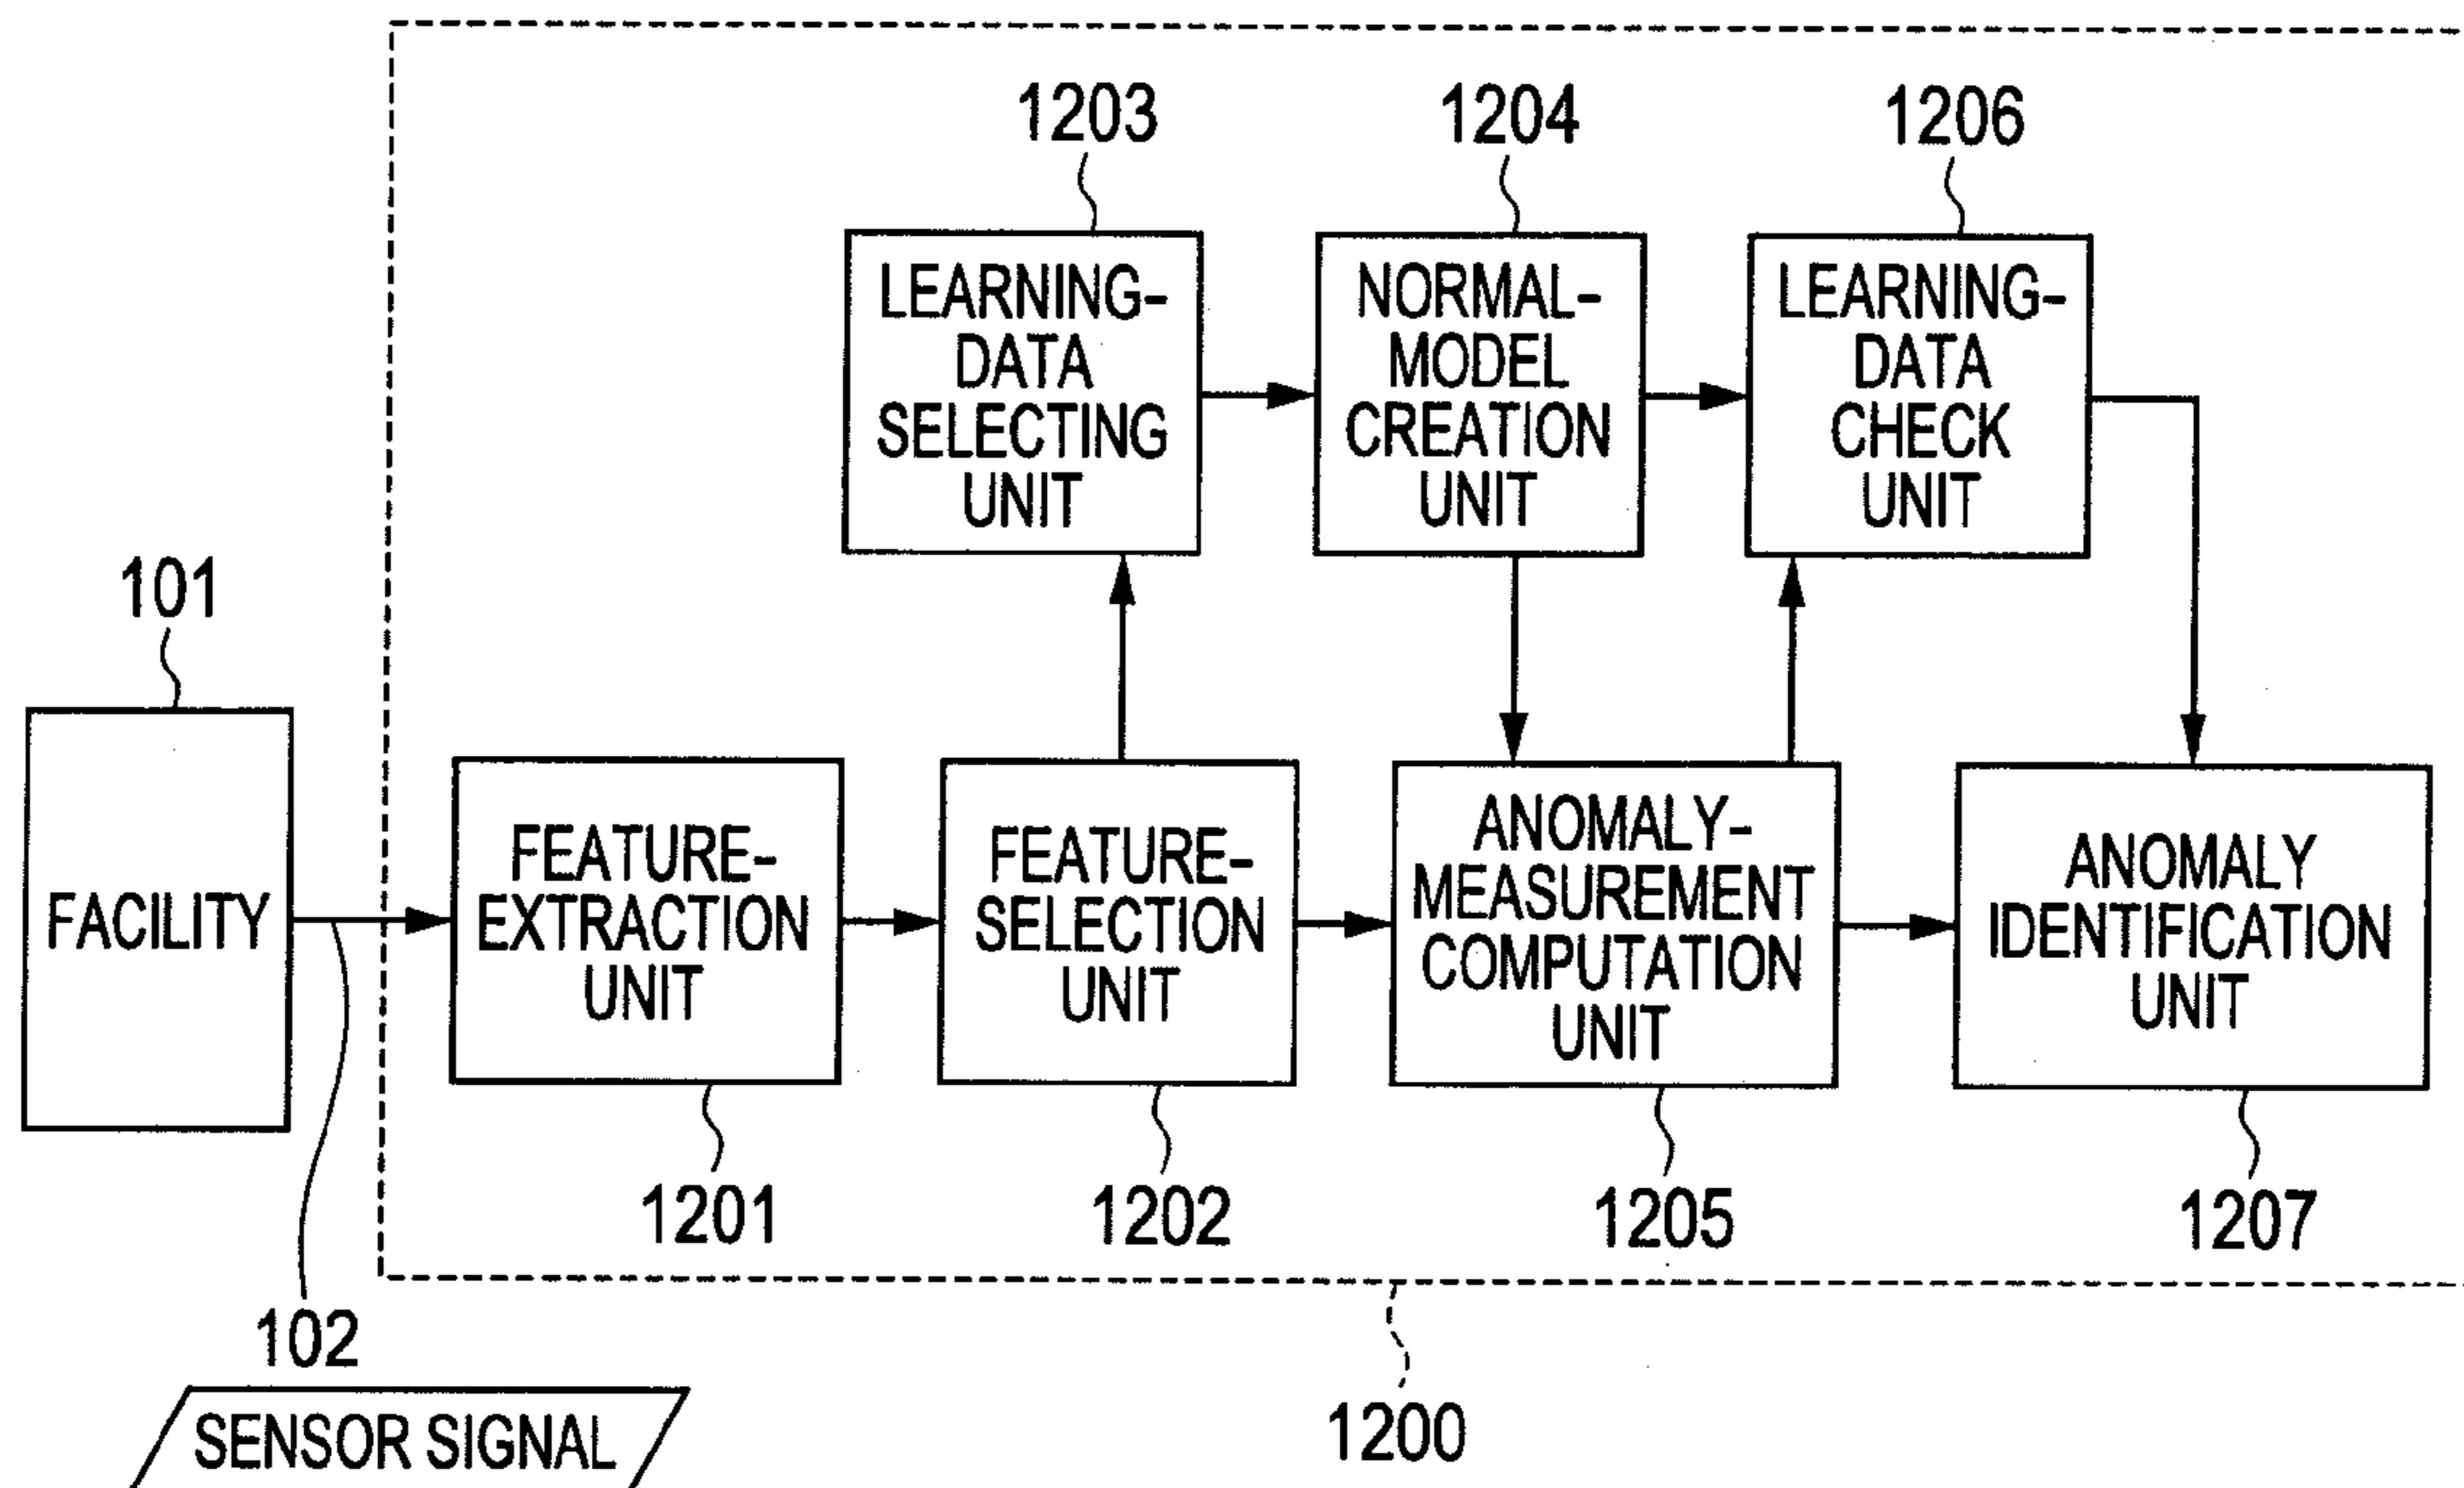 1203
1204
1206
LEARNING-
DATA
SELECTING
UNIT
NORMAL-
MODEL
CREATION
UNIT
LEARNING-
DATA
CHECK
UNIT
101
FACILITY
FEATURE-
EXTRACTION
UNIT
FEATURE-
SELECTION
UNIT
ANOMALY-
MEASUREMENT
COMPUTATION
UNIT
ANOMALY
IDENTIFICATION
UNIT
1201
1202
1205
1207
102
SENSOR SIGNAL
1200